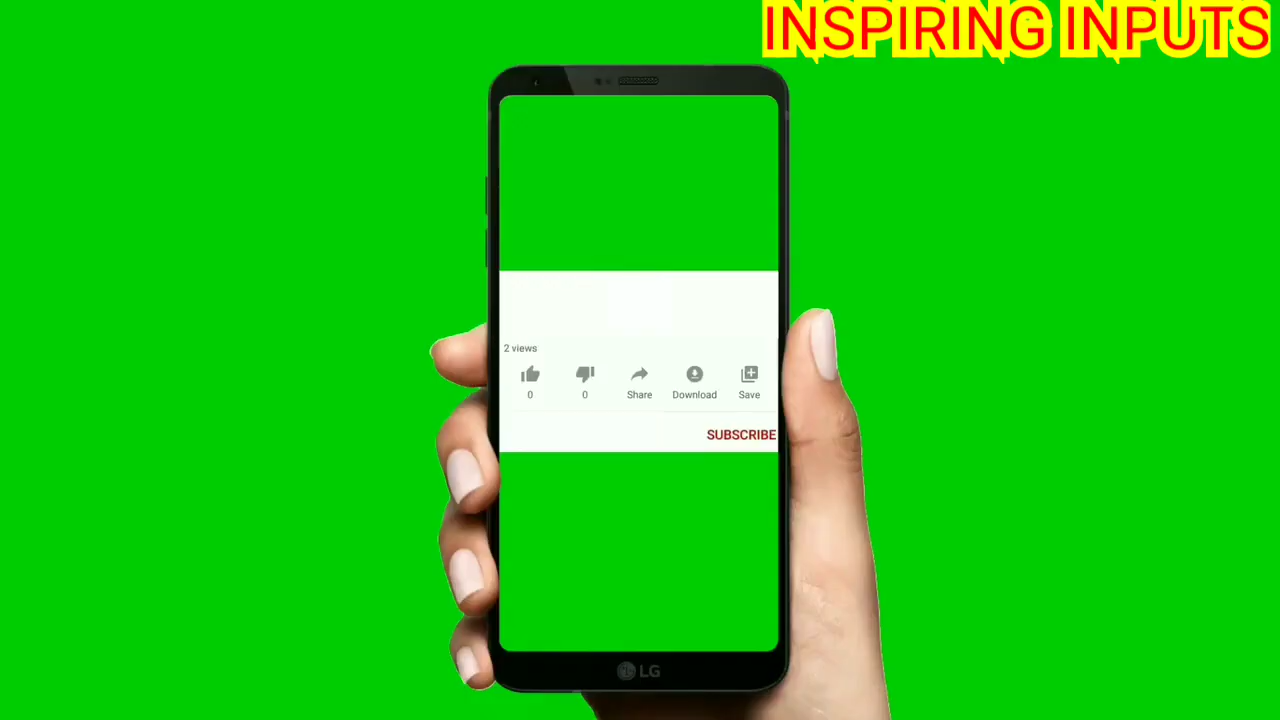 INSPIRING INPUTS
2 views
0 0 Share Download Save
SUBSCRIBE
LG